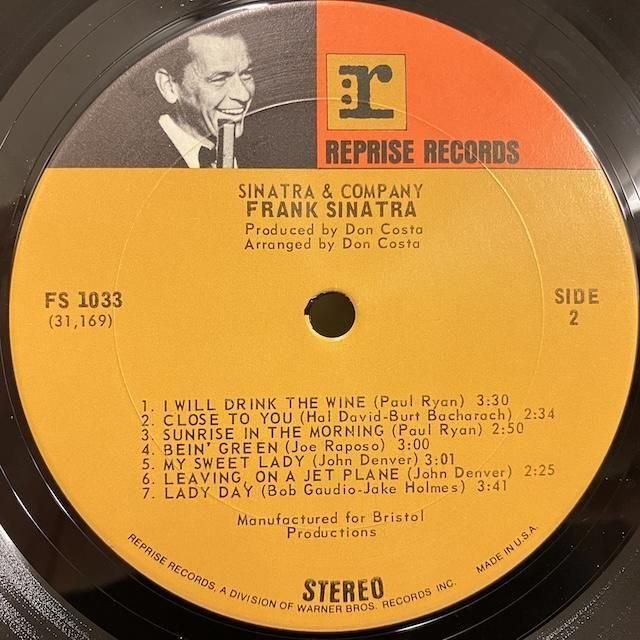 r
REPRISE RECORDS
SINATRA & COMPANY
FRANK SINATRA
Produced by Don Costa
Arranged by Don Costa
FS 1033
(31,169)
SIDE
2
1. I WILL DRINK THE WINE (Paul Ryan) 3:30
2. CLOSE TO YOU (Hal David-Burt Bacharach) 2:34
3. SUNRISE IN THE MORNING (Paul Ryan) 2:50
4. BEIN' GREEN (Joe Raposo) 3:00
5. MY SWEET LADY (John Denver) 3:01
6. LEAVING, ON A JET PLANE (John Denver) 2:25
7. LADY DAY (Bob Gaudio-Jake Holmes) 3:41
Manufactured for Bristol
Productions
STEREO
REPRISE RECORDS, A DIVISION OF WARNER BROS. RECORDS INC. MADE IN U.S.A.